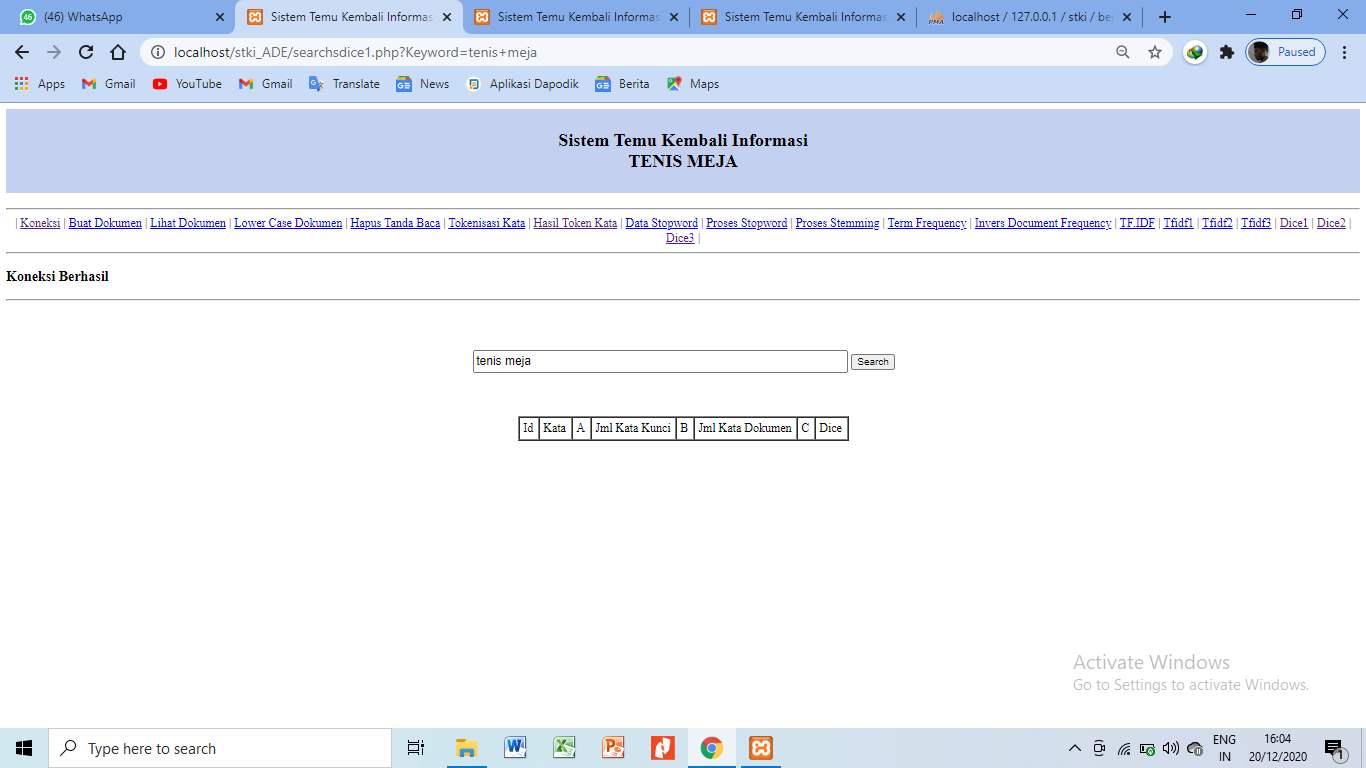 (46) WhatsApp
Sistem Temu Kembali Informas
Sistem Temu Kembali Informas
Sistem Temu Kembali Informas
localhost / 127.0.0.1 / stki / be
localhost/stki_ADE/searchsdice1.php?Keyword=tenis+meja
Paused
Apps Gmail YouTube Gmail Translate News Aplikasi Dapodik Berita Maps
Sistem Temu Kembali Informasi
TENIS MEJA
| Koneksi | Buat Dokumen | Lihat Dokumen | Lower Case Dokumen | Hapus Tanda Baca | Tokenisasi Kata | Hasil Token Kata | Data Stopword | Proses Stopword | Proses Stemming | Term Frequency | Invers Document Frequency | TF.IDF | Tfidf1 | Tfidf2 | Tfidf3 | Dice1 | Dice2 |
Dice3 |
Koneksi Berhasil
tenis meja Search
Id Kata A Jml Kata Kunci B Jml Kata Dokumen C Dice
Activate Windows
Go to Settings to activate Windows.
Type here to search
ENG 16:04
IN 20/12/2020
1